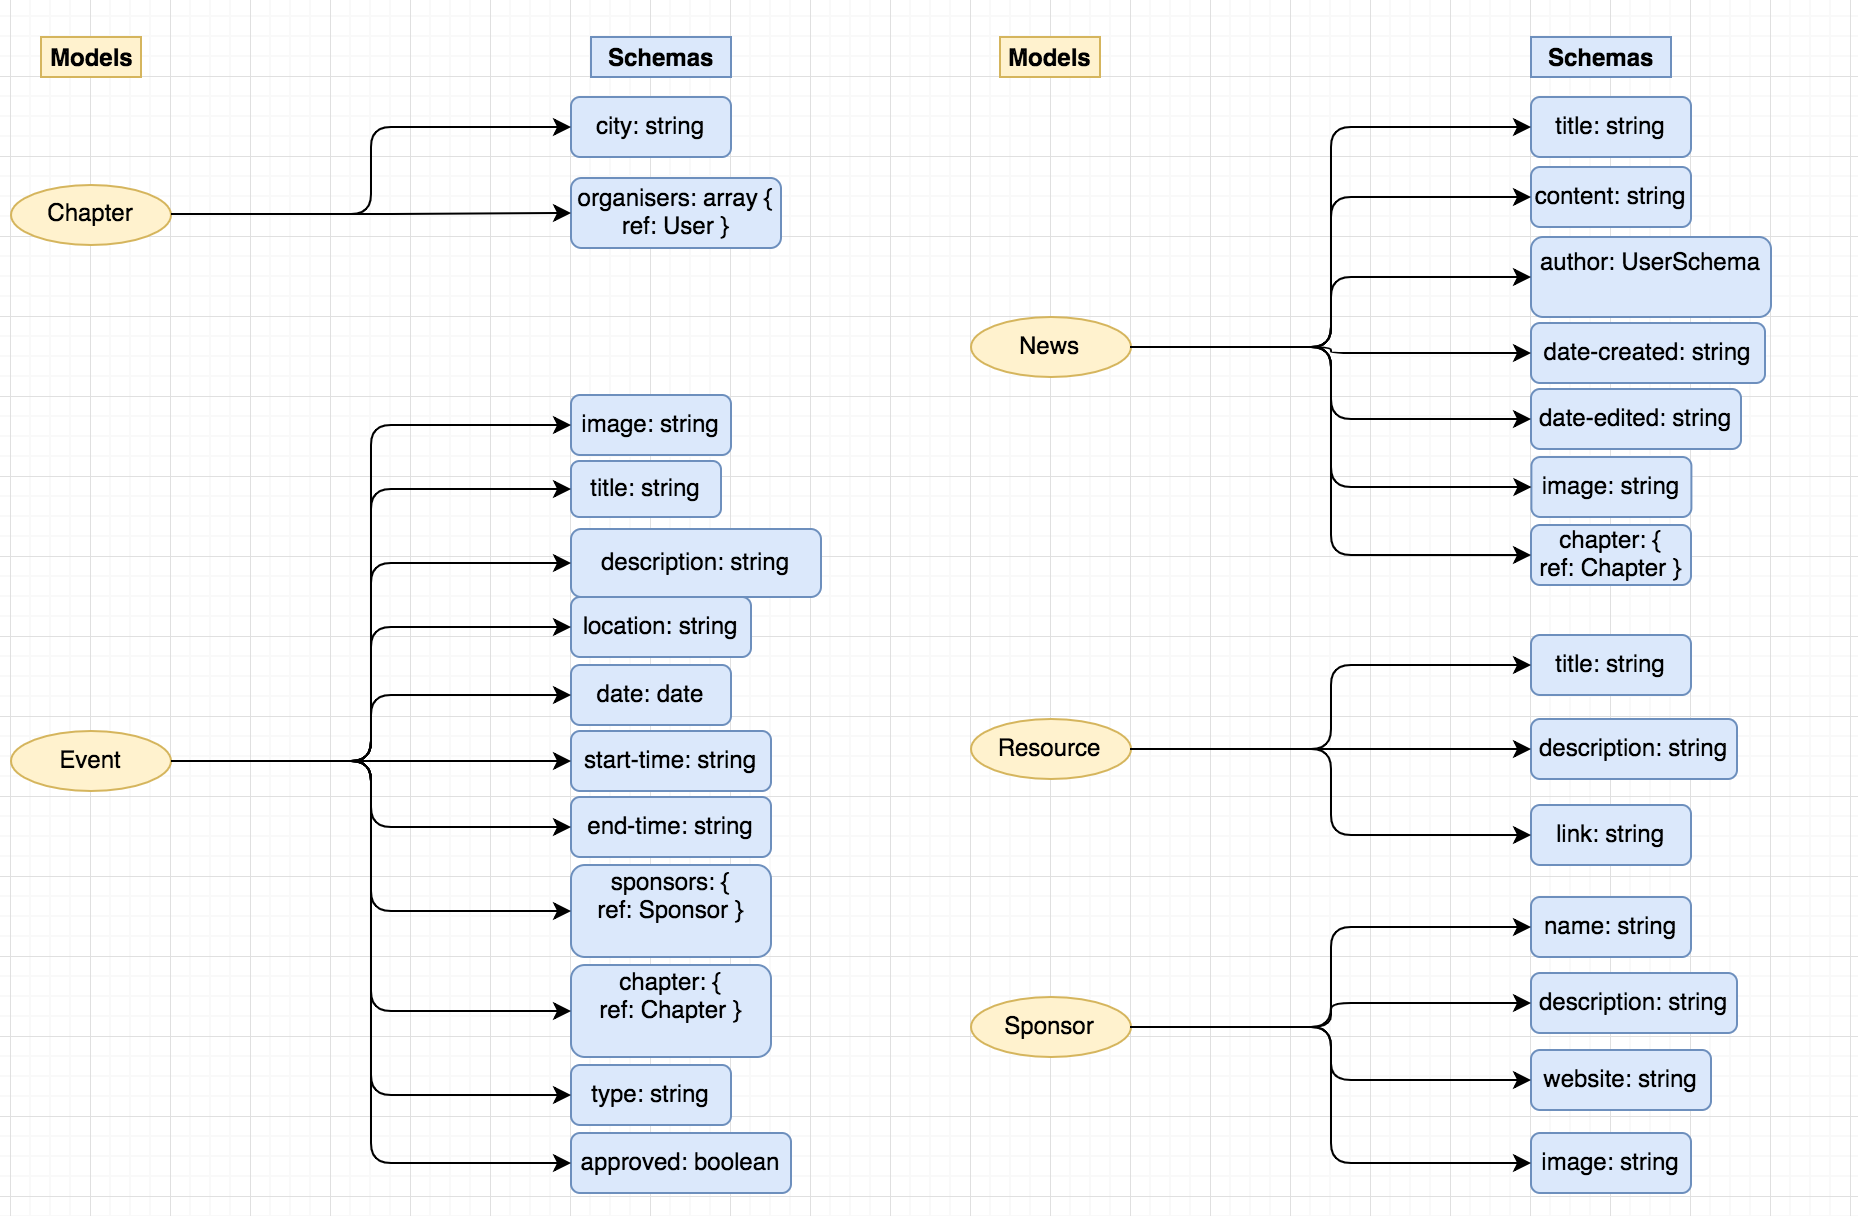 Models
Schemas
Chapter
city: string
organisers: array {
ref: User }
Event
image: string
title: string
description: string
location: string
date: date
start-time: string
end-time: string
sponsors: {
ref: Sponsor }
chapter: {
ref: Chapter }
type: string
approved: boolean
Models
Schemas
News
title: string
content: string
author: UserSchema
date-created: string
date-edited: string
image: string
chapter: {
ref: Chapter }
Resource
title: string
description: string
link: string
Sponsor
name: string
description: string
website: string
image: string